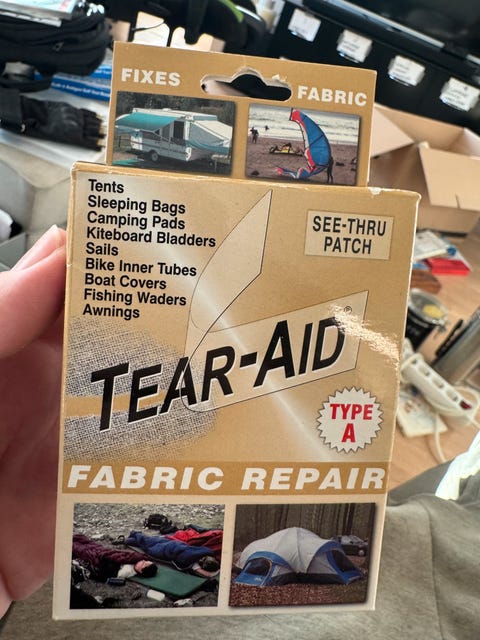 FIXES
FABRIC
Tents
Sleeping Bags
Camping Pads
Kiteboard Bladders
Sails
Bike Inner Tubes
Boat Covers
Fishing Waders
Awnings
SEE-THRU
PATCH
TEAR-AID
TYPE
A
FABRIC REPAIR